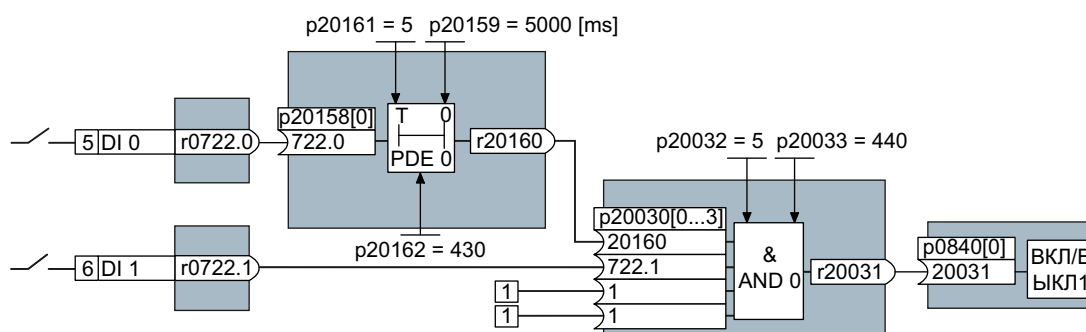 p20161 = 5 p20159 = 5000 [ms]
p20158[0]
T 0
5 DI 0 r0722.0 722.0 r20160
PDE 0
p20032 = 5 p20033 = 440
p20162 = 430
p20030[0...3]
20160
6 DI 1 r0722.1 722.1
&
AND 0
r20031
p0840[0]
20031
ВКЛ/В
ЫКЛ1
1 1
1 1